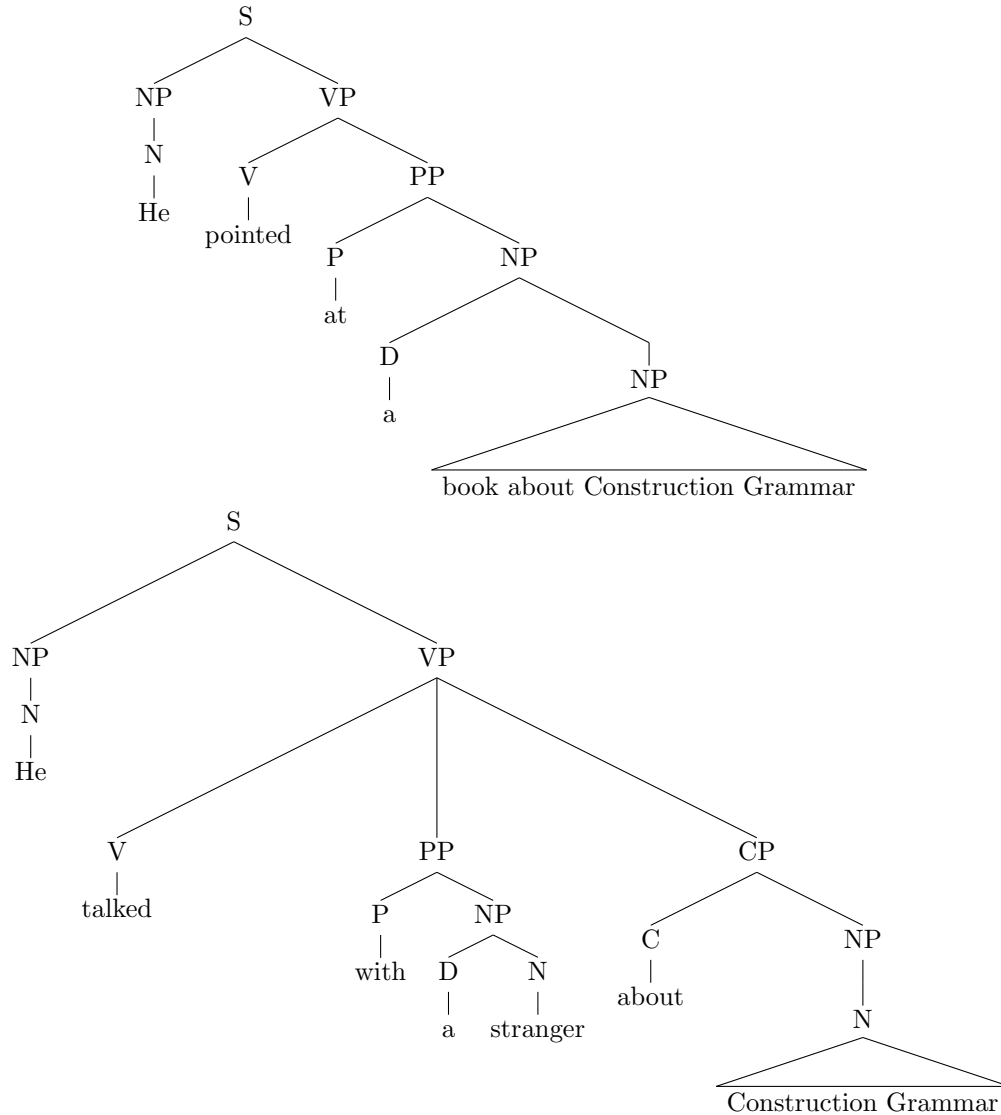 S
NP VP
N V PP
He pointed P NP
at D
a NP
book about Construction Grammar
S
NP VP
N
He
V PP CP
talked P NP C NP
with D N about
a stranger N
Construction Grammar